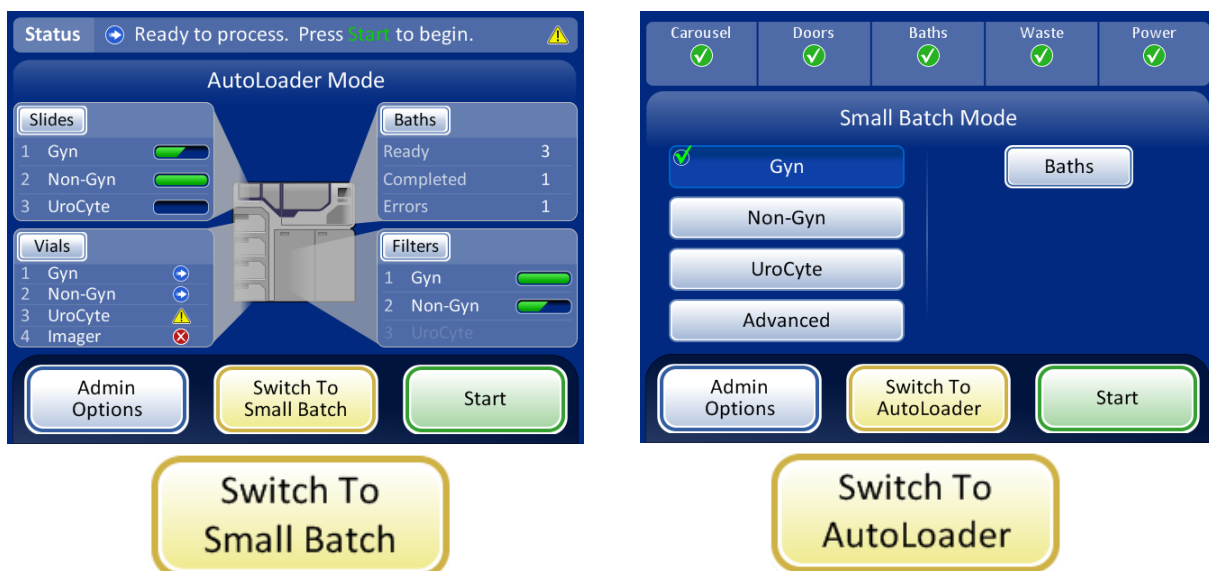 Status Ready to process. Press Start to begin.
AutoLoader Mode
Slides
1 Gyn
2 Non-Gyn
3 UroCyte
Baths
Ready 3
Completed 1
Errors 1
Vials
1 Gyn
2 Non-Gyn
3 UroCyte
4 Imager
Filters
1 Gyn
2 Non-Gyn
3 UroCyte
Admin
Options
Switch To
Small Batch
Start
Switch To
Small Batch
Carousel Doors Baths Waste Power
Small Batch Mode
Gyn
Non-Gyn
UroCyte
Advanced
Baths
Admin
Options
Switch To
AutoLoader
Start
Switch To
AutoLoader